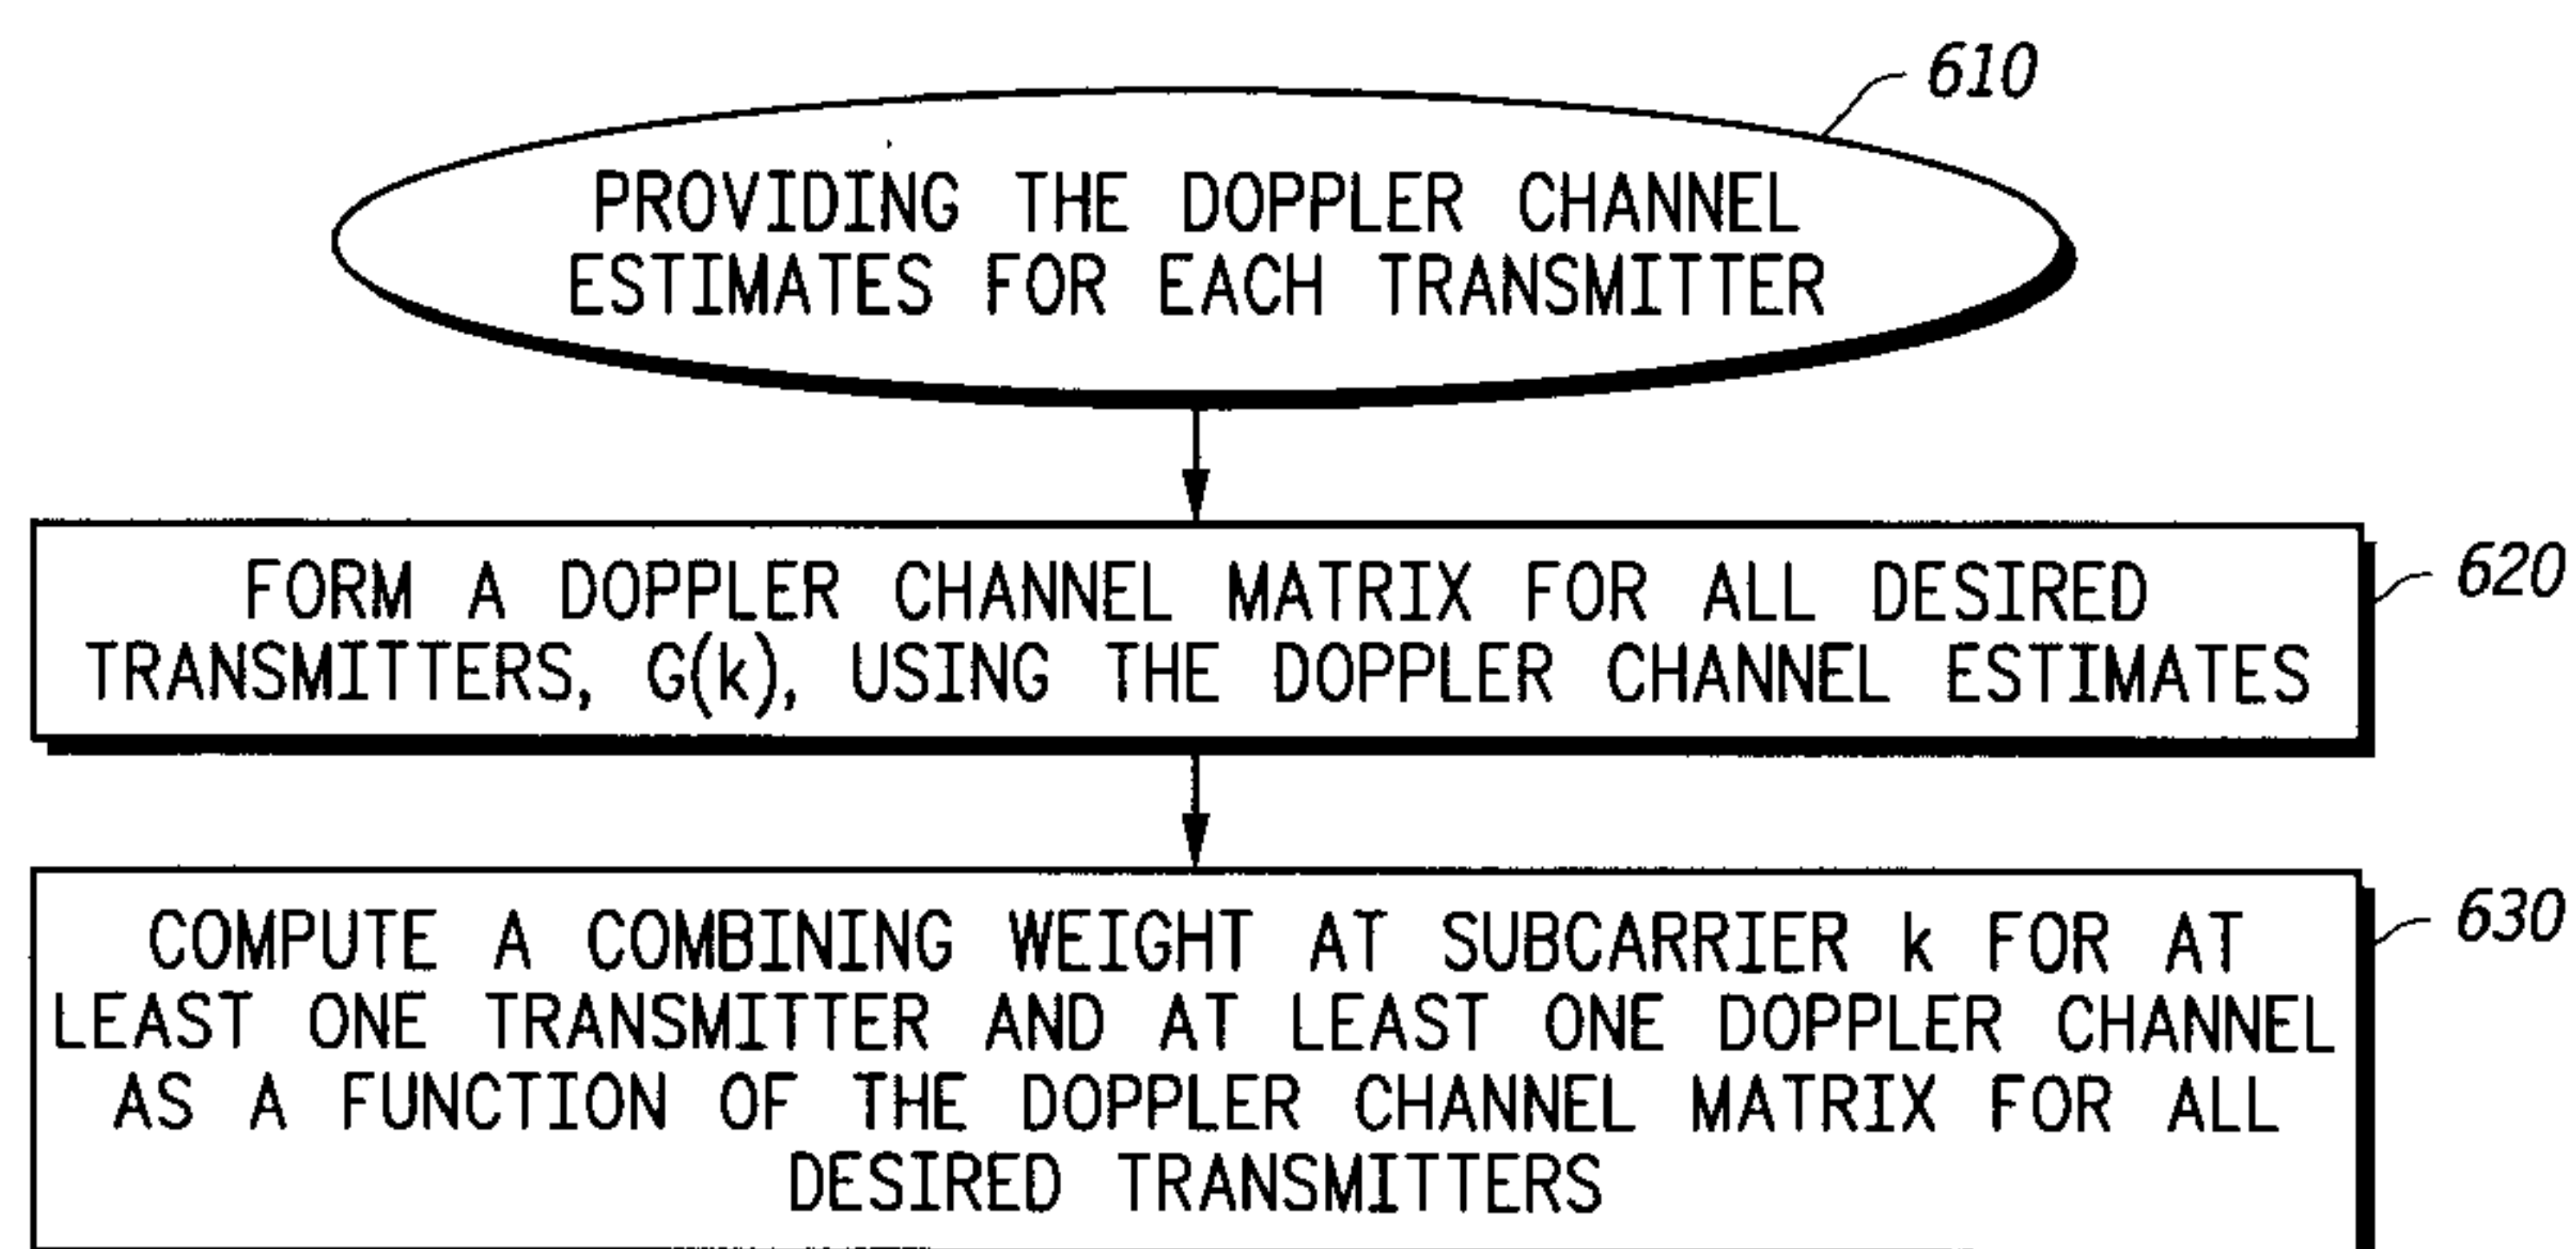 610
PROVIDING THE DOPPLER CHANNEL
ESTIMATES FOR EACH TRANSMITTER
620
FORM A DOPPLER CHANNEL MATRIX FOR ALL DESIRED
TRANSMITTERS, G(k), USING THE DOPPLER CHANNEL ESTIMATES
630
COMPUTE A COMBINING WEIGHT AT SUBCARRIER k FOR AT
LEAST ONE TRANSMITTER AND AT LEAST ONE DOPPLER CHANNEL
AS A FUNCTION OF THE DOPPLER CHANNEL MATRIX FOR ALL
DESIRED TRANSMITTERS